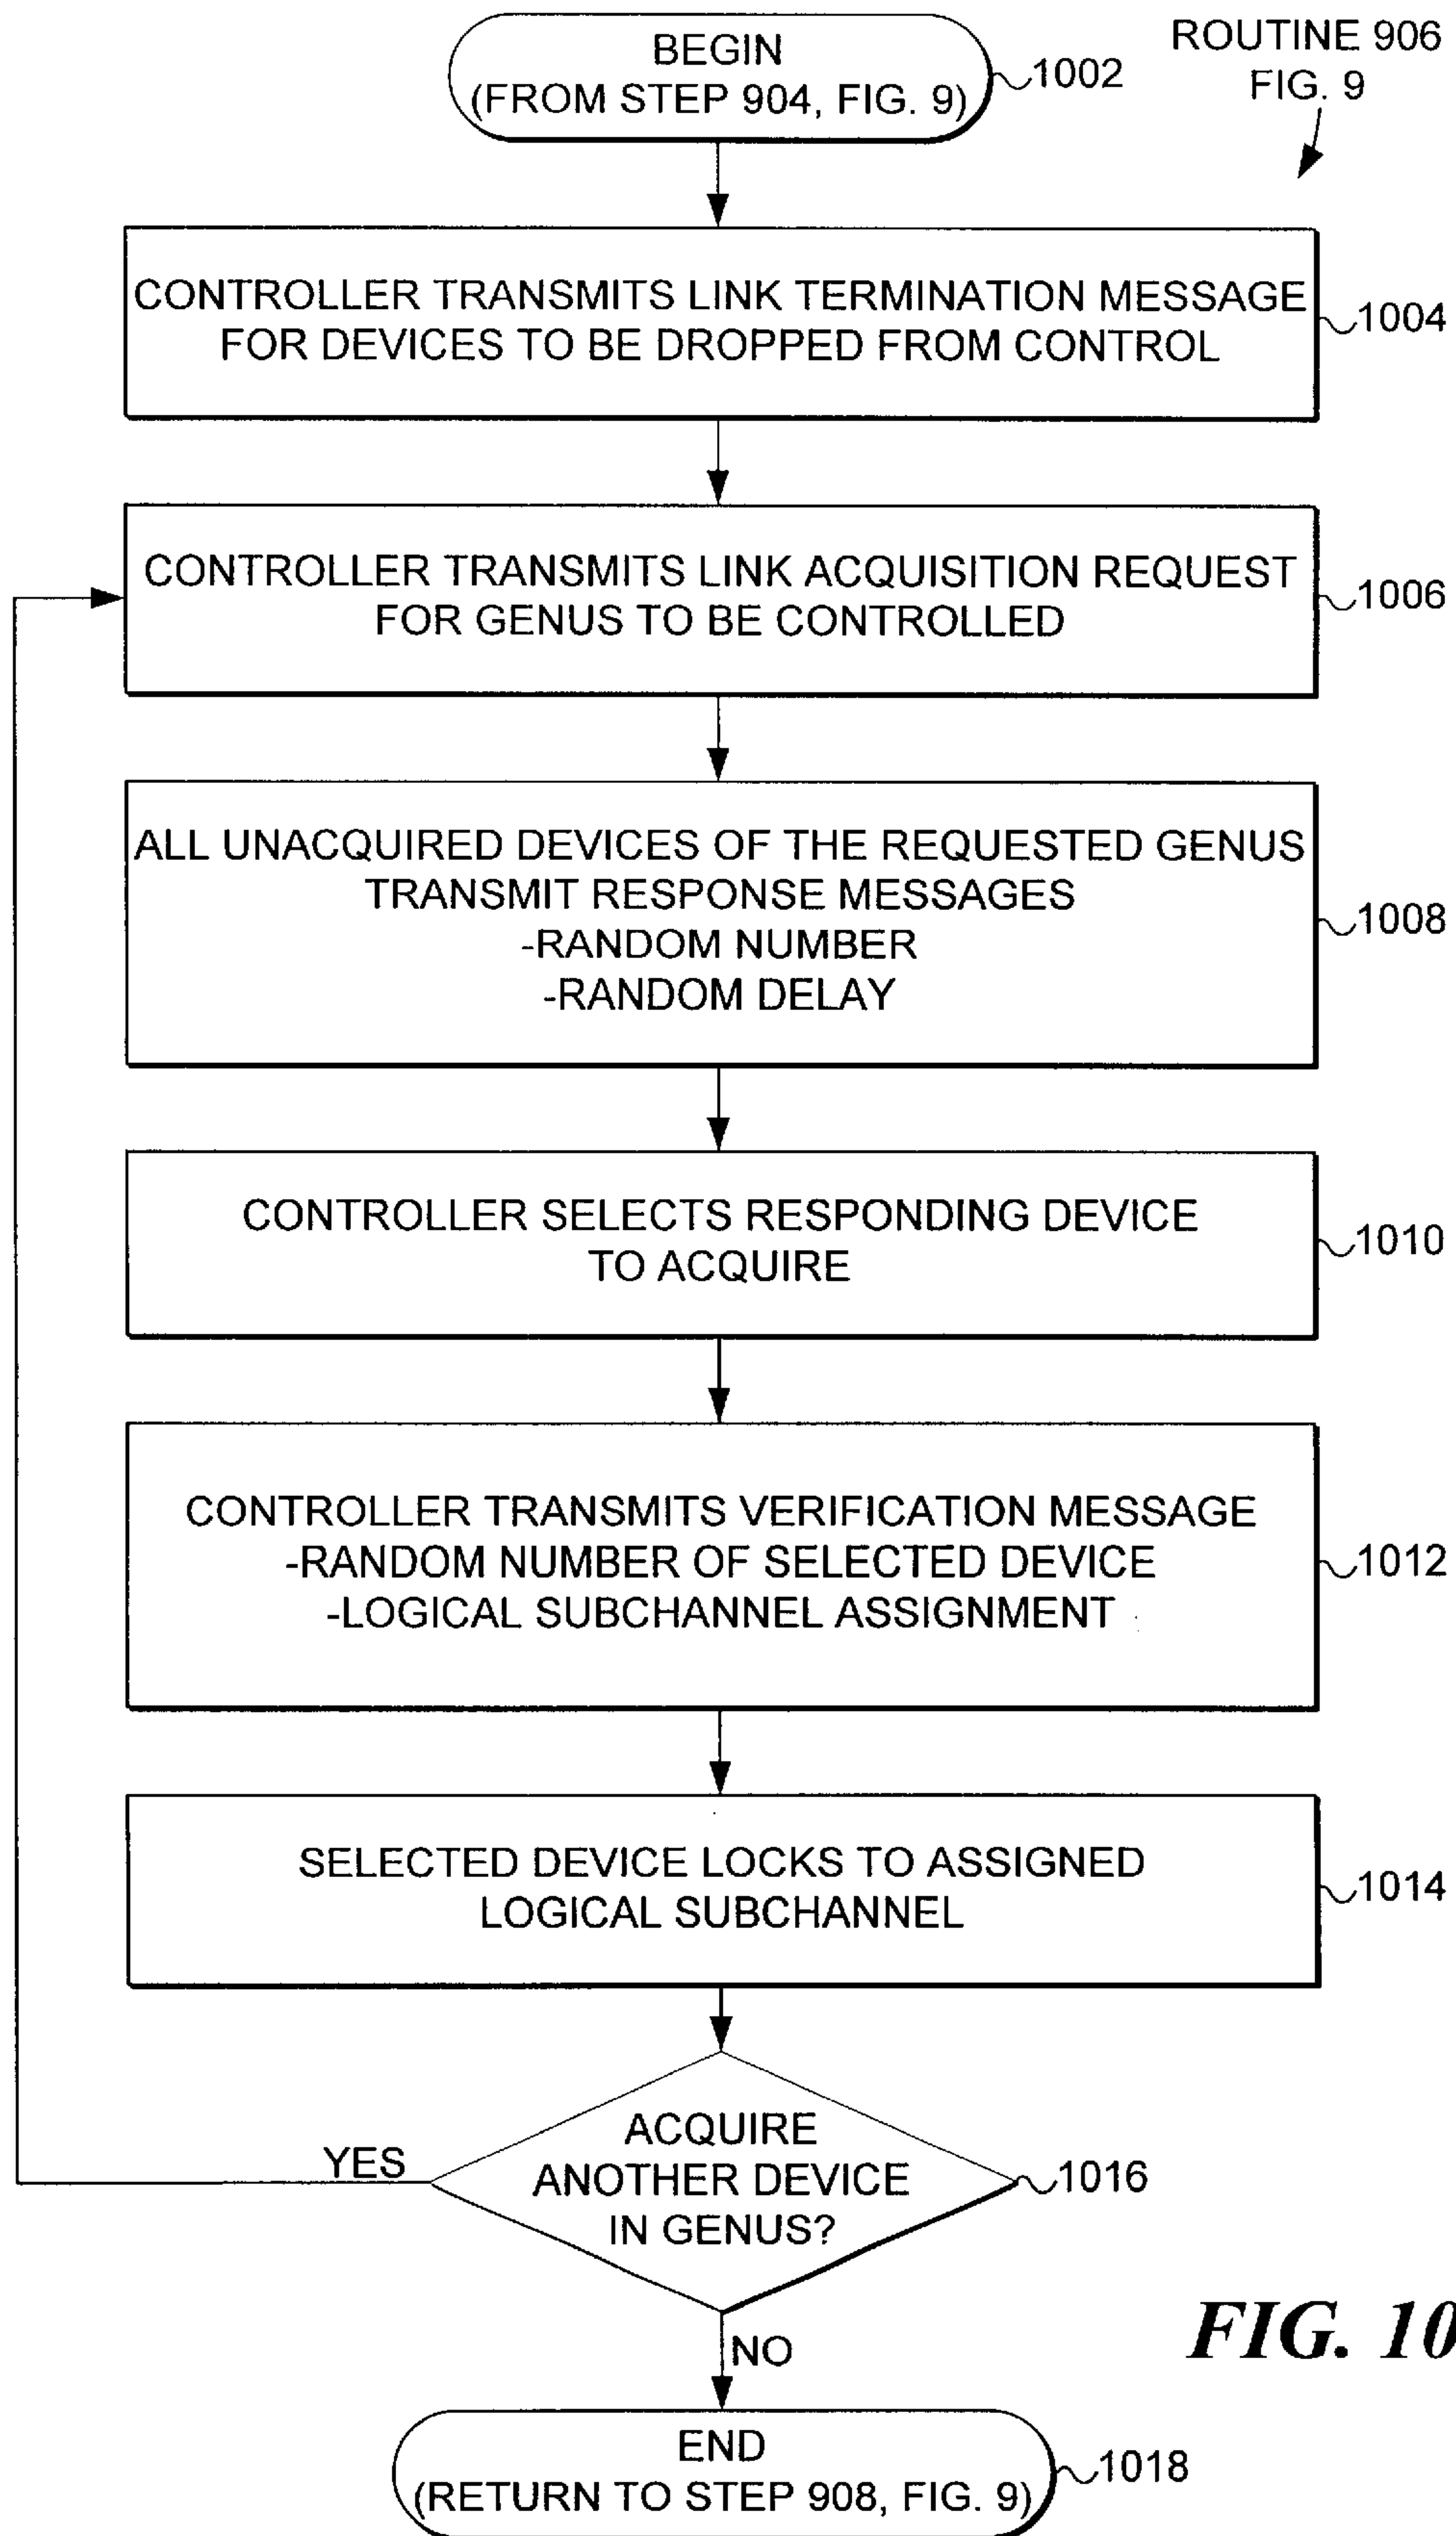 BEGIN
(FROM STEP 904, FIG. 9)
1002
ROUTINE 906
FIG. 9
CONTROLLER TRANSMITS LINK TERMINATION MESSAGE
FOR DEVICES TO BE DROPPED FROM CONTROL
1004
CONTROLLER TRANSMITS LINK ACQUISITION REQUEST
FOR GENUS TO BE CONTROLLED
1006
ALL UNACQUIRED DEVICES OF THE REQUESTED GENUS
TRANSMIT RESPONSE MESSAGES
-RANDOM NUMBER
-RANDOM DELAY
1008
CONTROLLER SELECTS RESPONDING DEVICE
TO ACQUIRE
1010
CONTROLLER TRANSMITS VERIFICATION MESSAGE
-RANDOM NUMBER OF SELECTED DEVICE
-LOGICAL SUBCHANNEL ASSIGNMENT
1012
SELECTED DEVICE LOCKS TO ASSIGNED
LOGICAL SUBCHANNEL
1014
ACQUIRE
ANOTHER DEVICE
IN GENUS?
1016
YES
NO
FIG. 10
END
(RETURN TO STEP 908, FIG. 9)
1018